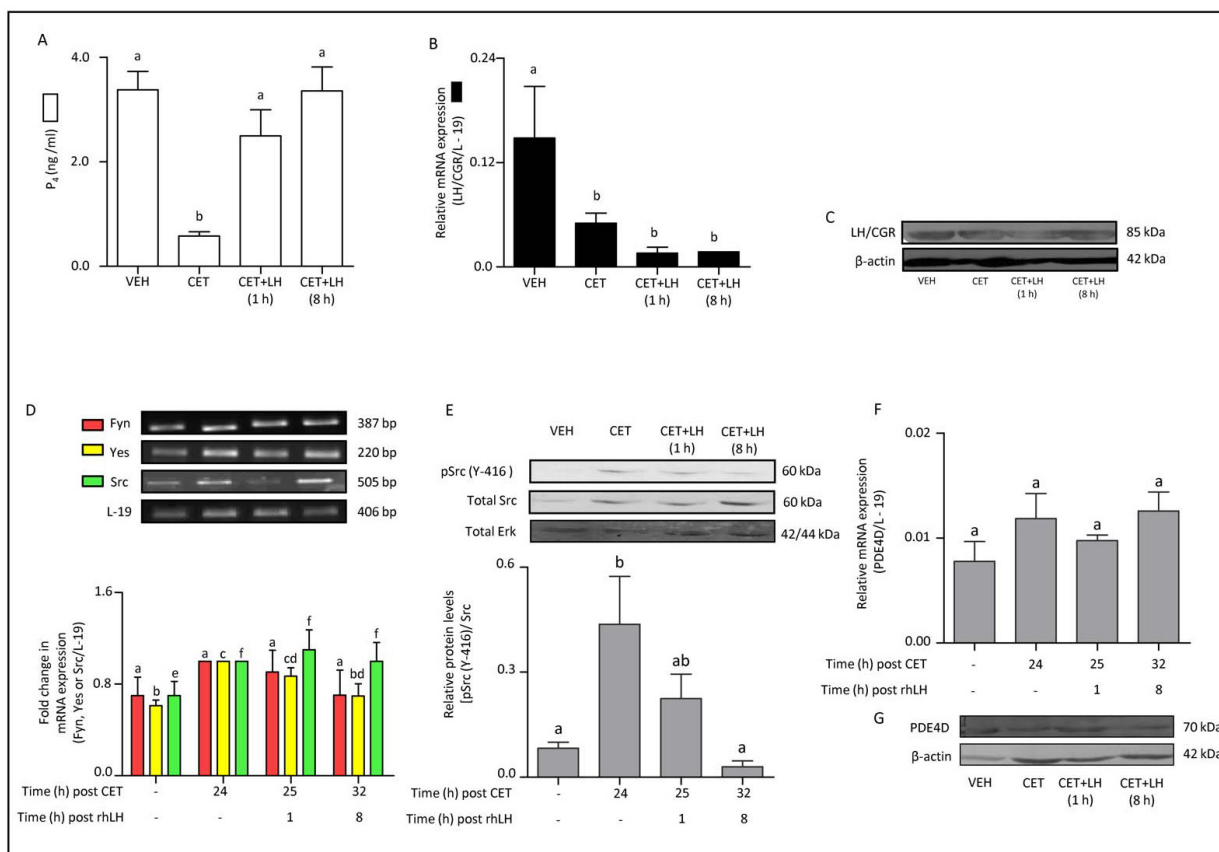 A
4.0
2.0
0.0
P4 (ng /ml)
a
b
a
a
VEH
CET
CET+LH
(1 h)
CET+LH
(8 h)
B
0.24
0.12
0.0
Relative mRNA expression
(LH/CGR/L - 19)
a
b
b
b
VEH
CET
CET+LH
(1 h)
CET+LH
(8 h)
C
LH/CGR
85 kDa
β-actin
42 kDa
VEH
CET
CET+LH
(1 h)
CET+LH
(8 h)
D
Fyn
387 bp
Yes
220 bp
Src
505 bp
L-19
406 bp
1.6
0.8
0.0
Fold change in
mRNA expression
(Fyn, Yes or Src/L-19)
a b e
a c f
a cd f
a bd f
Time (h) post CET - 24 25 32
Time (h) post rhLH - - 1 8
E
VEH
CET
CET+LH
(1 h)
CET+LH
(8 h)
pSrc (Y-416 )
60 kDa
Total Src
60 kDa
Total Erk
42/44 kDa
0.6
0.3
0.0
Relative protein levels
[pSrc (Y-416)/ Src
a
b
ab
a
Time (h) post CET - 24 25 32
Time (h) post rhLH - - 1 8
F
0.02
0.01
0.00
Relative mRNA expression
(PDE4D/L - 19)
a
a
a
a
Time (h) post CET - 24 25 32
Time (h) post rhLH - - 1 8
G
PDE4D
70 kDa
β-actin
42 kDa
VEH
CET
CET+LH
(1 h)
CET+LH
(8 h)